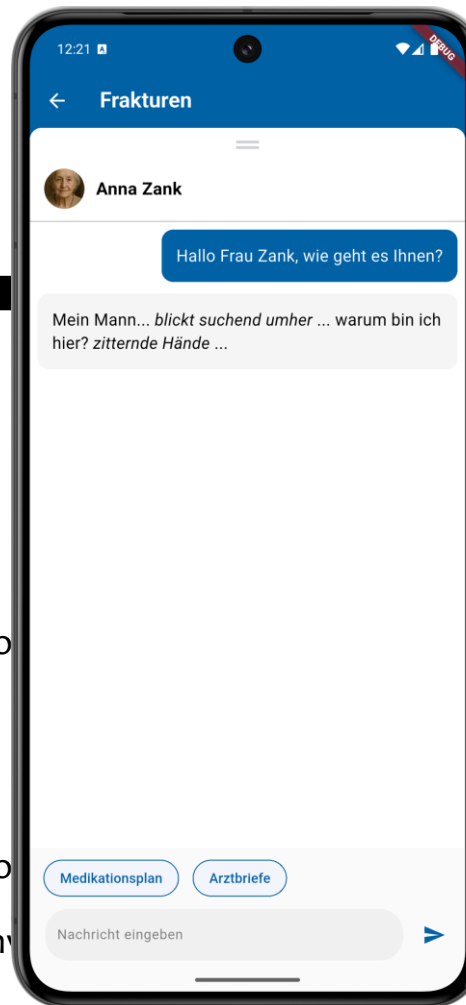 12:21
DEBUG
Frakturen
Anna Zank
Hallo Frau Zank, wie geht es Ihnen?
Mein Mann... blickt suchend umher ... warum bin ich
hier? zitternde Hände ...
Medikationsplan Arztbriefe
Nachricht eingeben